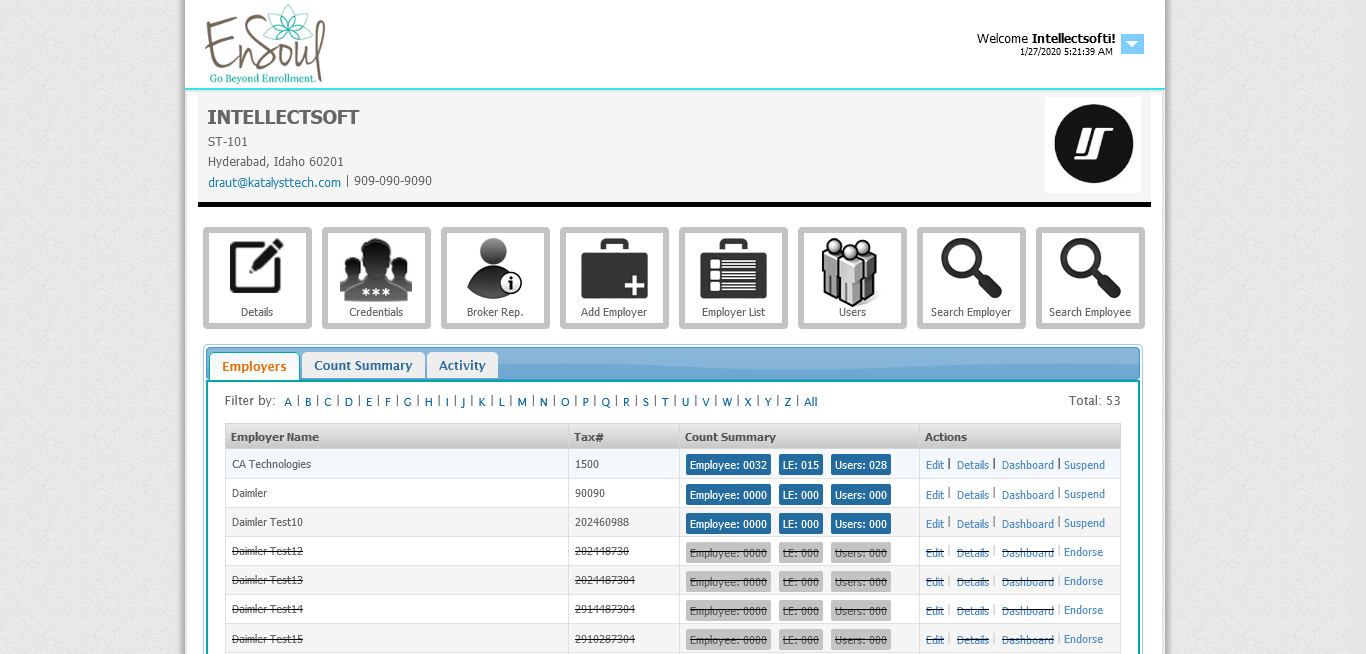 EnSoul
Go Beyond Enrollment.
Welcome Intellectsofti!
1/27/2020 5:21:39 AM
INTELLECTSOFT
ST-101
Hyderabad, Idaho 60201
draut@katalysttech.com | 909-090-9090
Details Credentials Broker Rep. Add Employer Employer List Users Search Employer Search Employee
Employers Count Summary Activity
Filter by: A | B | C | D | E | F | G | H | I | J | K | L | M | N | O | P | Q | R | S | T | U | V | W | X | Y | Z | All Total: 53
Employer Name Tax# Count Summary Actions
CA Technologies 1500 Employee: 0032 LE: 015 Users: 028 Edit | Details | Dashboard | Suspend
Daimler 90090 Employee: 0000 LE: 000 Users: 000 Edit | Details | Dashboard | Suspend
Daimler Test10 202460988 Employee: 0000 LE: 000 Users: 000 Edit | Details | Dashboard | Suspend
Daimler Test12 202448730 Employee: 0000 LE: 000 Users: 000 Edit | Details | Dashboard | Endorse
Daimler Test13 2024487304 Employee: 0000 LE: 000 Users: 000 Edit | Details | Dashboard | Endorse
Daimler Test14 2914487304 Employee: 0000 LE: 000 Users: 000 Edit | Details | Dashboard | Endorse
Daimler Test15 2910287304 Employee: 0000 LE: 000 Users: 000 Edit | Details | Dashboard | Endorse